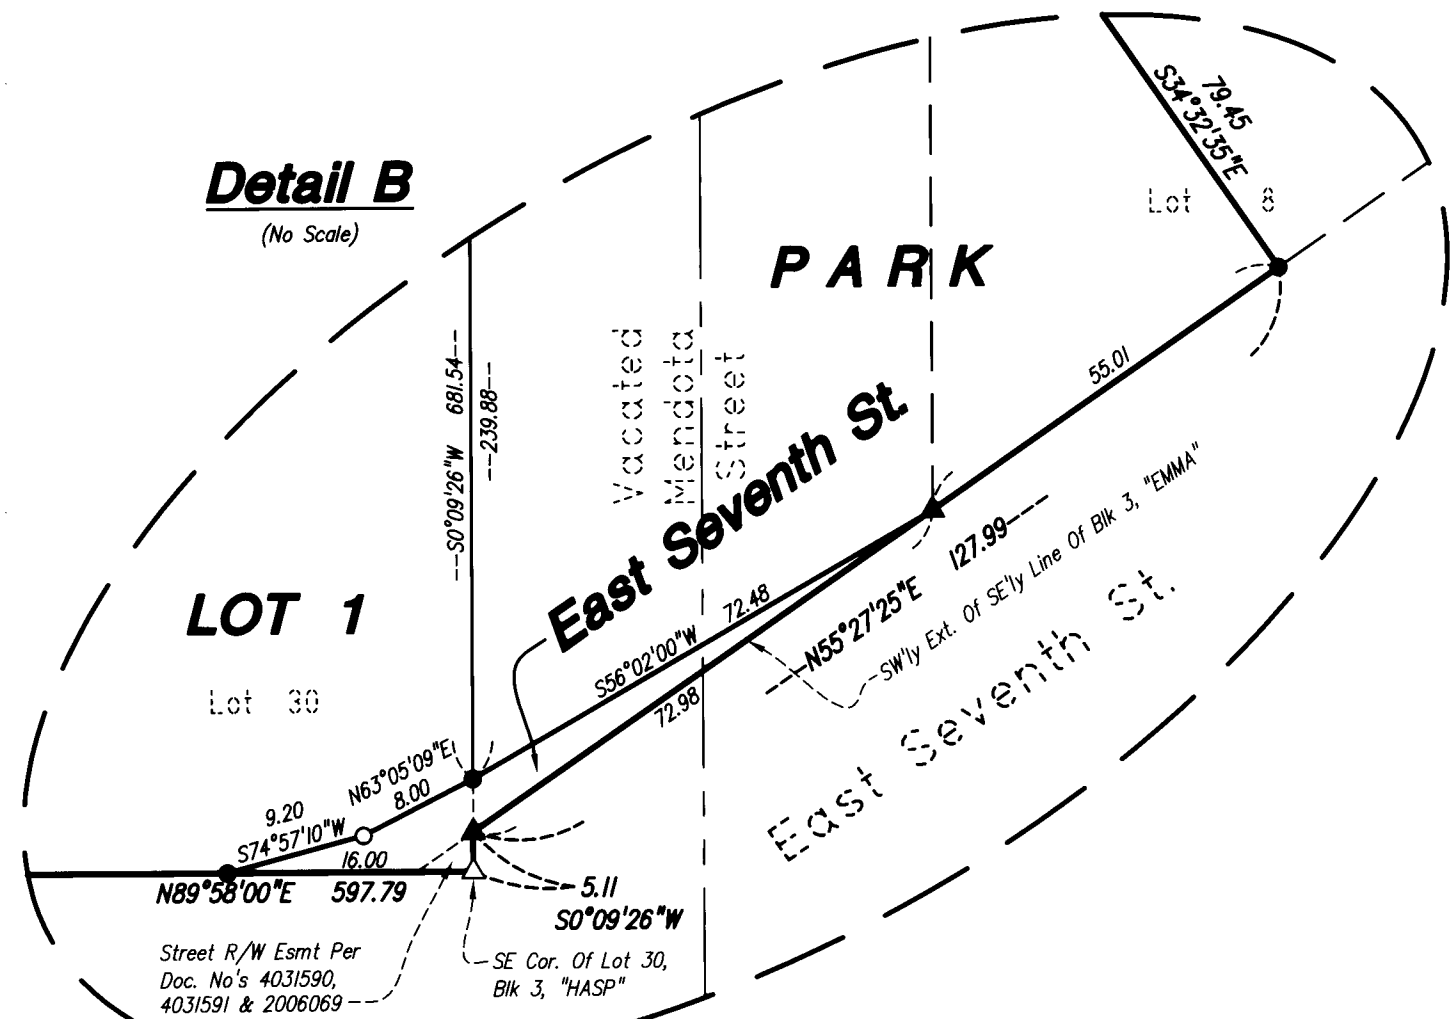 Detail B
(No Scale)
79.45
S34°32'35"E
Lot 8
PARK
55.01
---S0°09'26"W 681.54---
---239.88---
Vacated
Mendota
Street
East Seventh St.
LOT 1
Lot 30
S56°02'00"W 72.48
72.98
N55°27'25"E 127.99
SW'ly Ext. Of SE'ly Line Of Blk 3, "EMMA"
East Seventh St.
N63°05'09"E
8.00
9.20
S74°57'10"W
16.00
N89°58'00"E 597.79
5.11
S0°09'26"W
Street R/W Esmt Per
Doc. No's 4031590,
4031591 & 2006069
SE Cor. Of Lot 30,
Blk 3, "HASP"